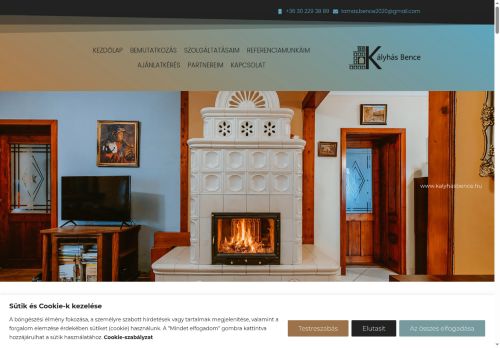 +36 30 229 38 89 tamas.bence2020@gmail.com
KEZDŐLAP BEMUTATKOZÁS SZOLGÁLTATÁSAIM REFERENCIAMUNKÁIM
AJÁNLATKÉRÉS PARTNEREIM KAPCSOLAT
Kályhás Bence
www.kalyhasbence.hu
Sütik és Cookie-k kezelése
A böngészési élmény fokozása, a személyre szabott hirdetések vagy tartalmak megjelenítése, valamint a
forgalom elemzése érdekében sütiket (cookie) használunk. A "Mindet elfogadom" gombra kattintva
hozzájárulhat a sütik használatához. Cookie-szabályzat
Testreszabás Elutasít Az összes elfogadása